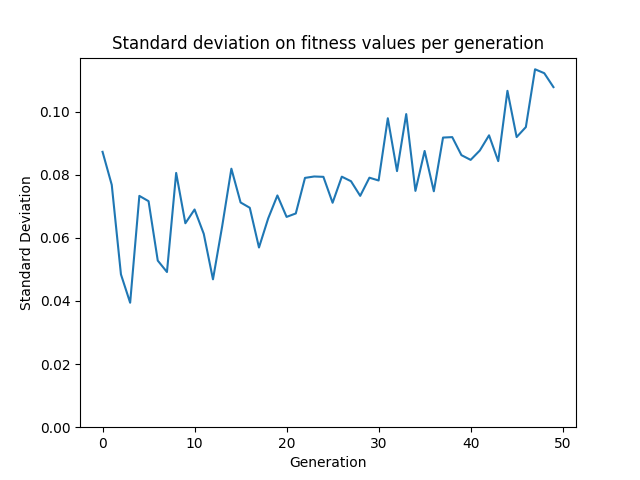 Standard deviation on fitness values per generation
Standard Deviation
0.10
0.08
0.06
0.04
0.02
0.00
0 10 20 30 40 50
Generation